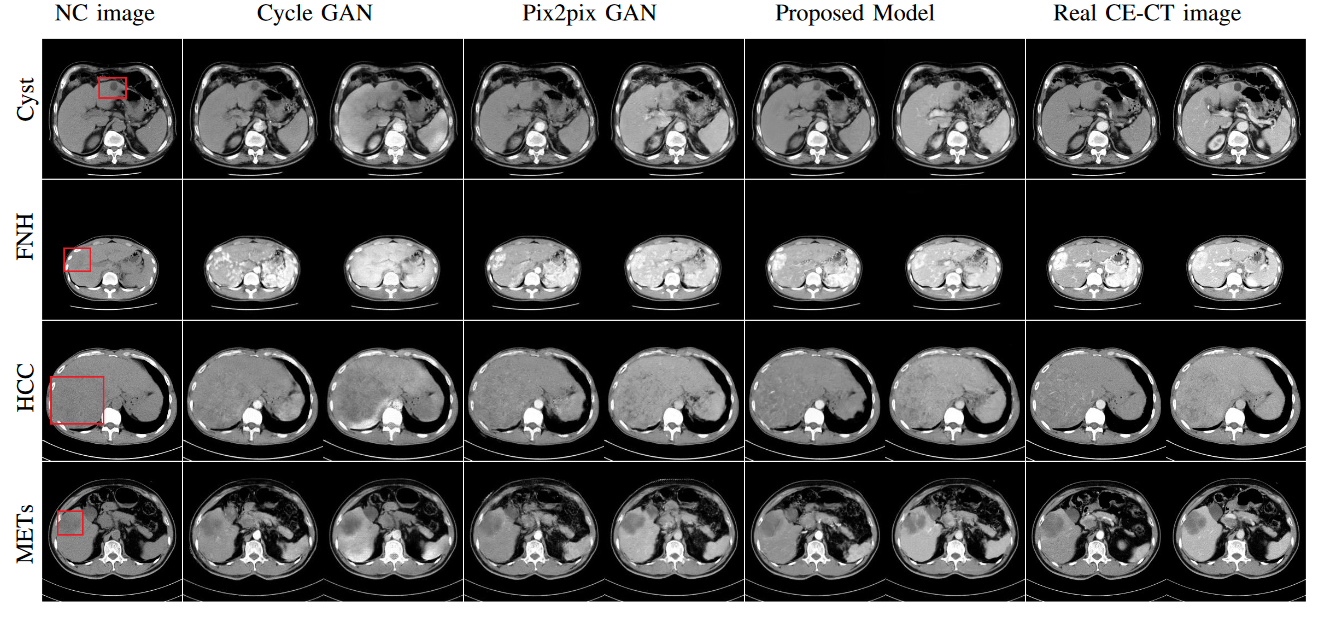 NC image Cycle GAN Pix2pix GAN Proposed Model Real CE-CT image
Cyst
FNH
HCC
METs